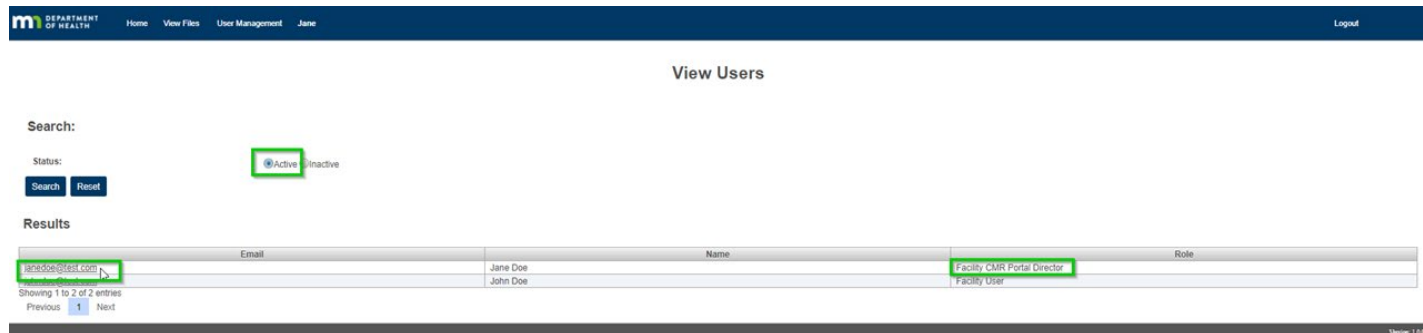 mn DEPARTMENT OF HEALTH Home View Files User Management Jane Logout
View Users
Search:
Status: Active Inactive
Search Reset
Results
Email Name Role
janedoe@test.com Jane Doe Facility CMR Portal Director
John Doe Facility User
Showing 1 to 2 of 2 entries
Previous 1 Next